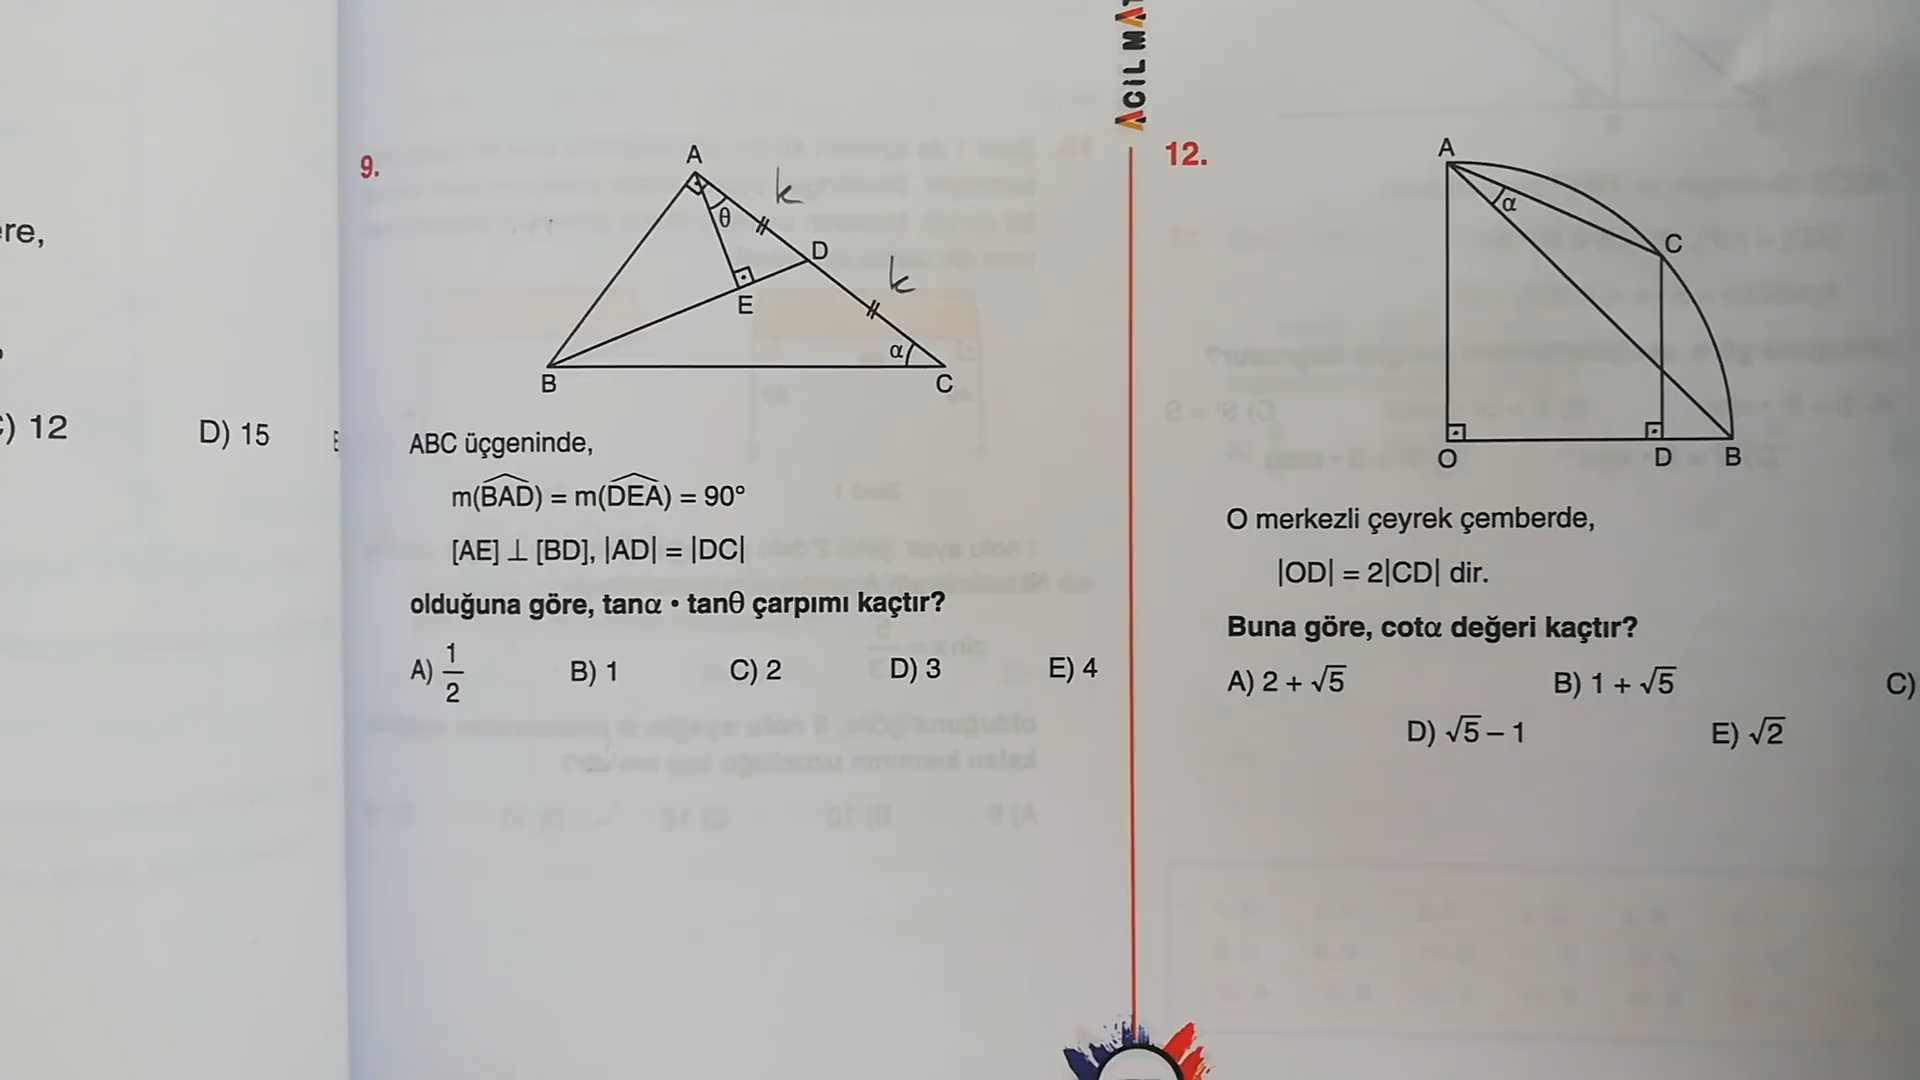 re,
12
D) 15
ACİL MAT
9.
A
k
θ
D
k
E
α
B
C
ABC üçgeninde,
m(BAD) = m(DEA) = 90°
[AE] ⊥ [BD], |AD| = |DC|
olduğuna göre, tanα • tanθ çarpımı kaçtır?
A) 1/2 B) 1 C) 2 D) 3 E) 4
12.
A
α
C
O
D
B
O merkezli çeyrek çemberde,
|OD| = 2|CD| dir.
Buna göre, cotα değeri kaçtır?
A) 2 + √5 B) 1 + √5 C)
D) √5 – 1 E) √2